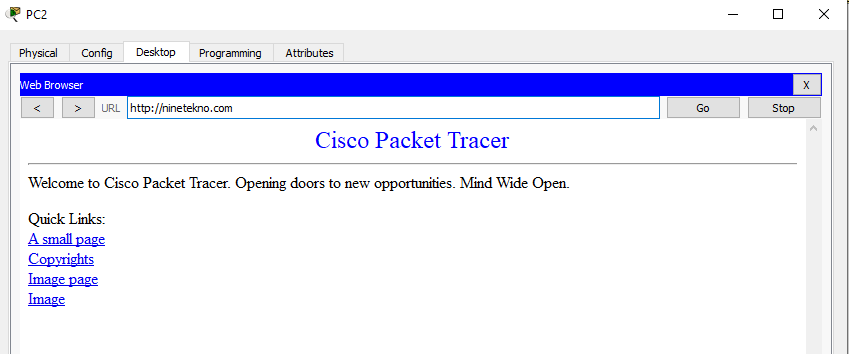 PC2
Physical Config Desktop Programming Attributes
Web Browser X
< > URL http://ninetekno.com Go Stop
Cisco Packet Tracer
Welcome to Cisco Packet Tracer. Opening doors to new opportunities. Mind Wide Open.
Quick Links:
A small page
Copyrights
Image page
Image